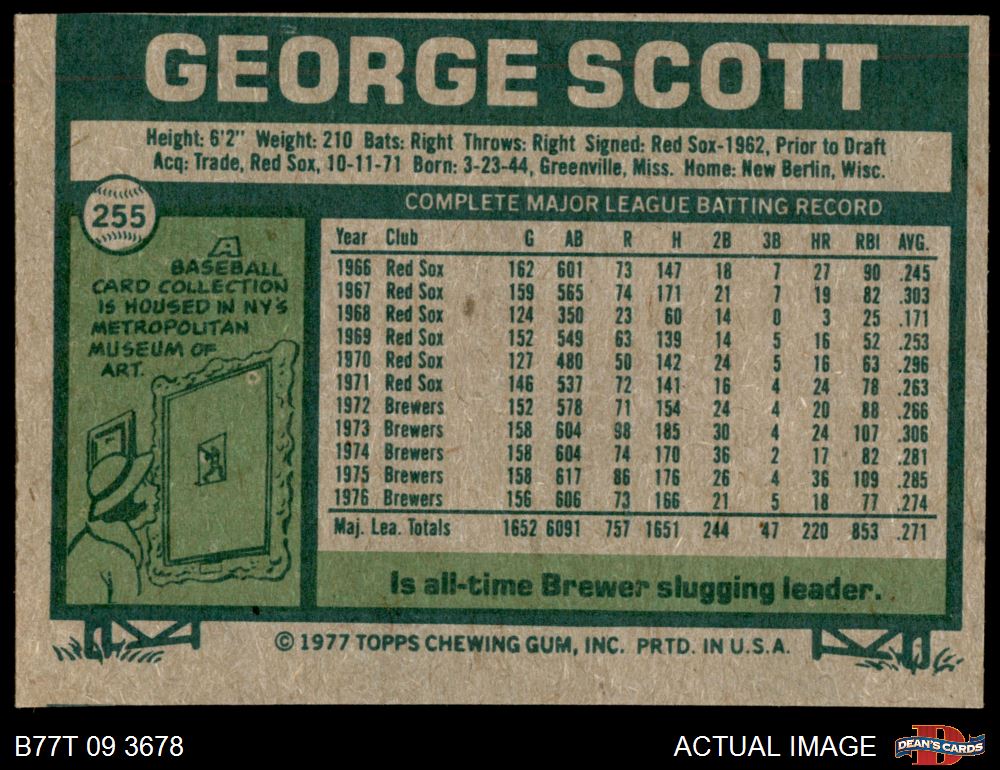 GEORGE SCOTT
Height: 6'2" Weight: 210 Bats: Right Throws: Right Signed: Red Sox-1962, Prior to Draft
Acq: Trade, Red Sox, 10-11-71 Born: 3-23-44, Greenville, Miss. Home: New Berlin, Wisc.
255
A
BASEBALL
CARD COLLECTION
IS HOUSED IN NY'S
METROPOLITAN
MUSEUM OF
ART.
COMPLETE MAJOR LEAGUE BATTING RECORD
Year Club G AB R H 2B 3B HR RBI AVG.
1966 Red Sox 162 601 73 147 18 7 27 90 .245
1967 Red Sox 159 565 74 171 21 7 19 82 .303
1968 Red Sox 124 350 23 60 14 0 3 25 .171
1969 Red Sox 152 549 63 139 14 5 16 52 .253
1970 Red Sox 127 480 50 142 24 5 16 63 .296
1971 Red Sox 146 537 72 141 16 4 24 78 .263
1972 Brewers 152 578 71 154 24 4 20 88 .266
1973 Brewers 158 604 98 185 30 4 24 107 .306
1974 Brewers 158 604 74 170 36 2 17 82 .281
1975 Brewers 158 617 86 176 26 4 36 109 .285
1976 Brewers 156 606 73 166 21 5 18 77 .274
Maj. Lea. Totals 1652 6091 757 1651 244 47 220 853 .271
Is all-time Brewer slugging leader.
© 1977 TOPPS CHEWING GUM, INC. PRTD. IN U.S.A.
B77T 09 3678
ACTUAL IMAGE
D
DEAN'S CARDS